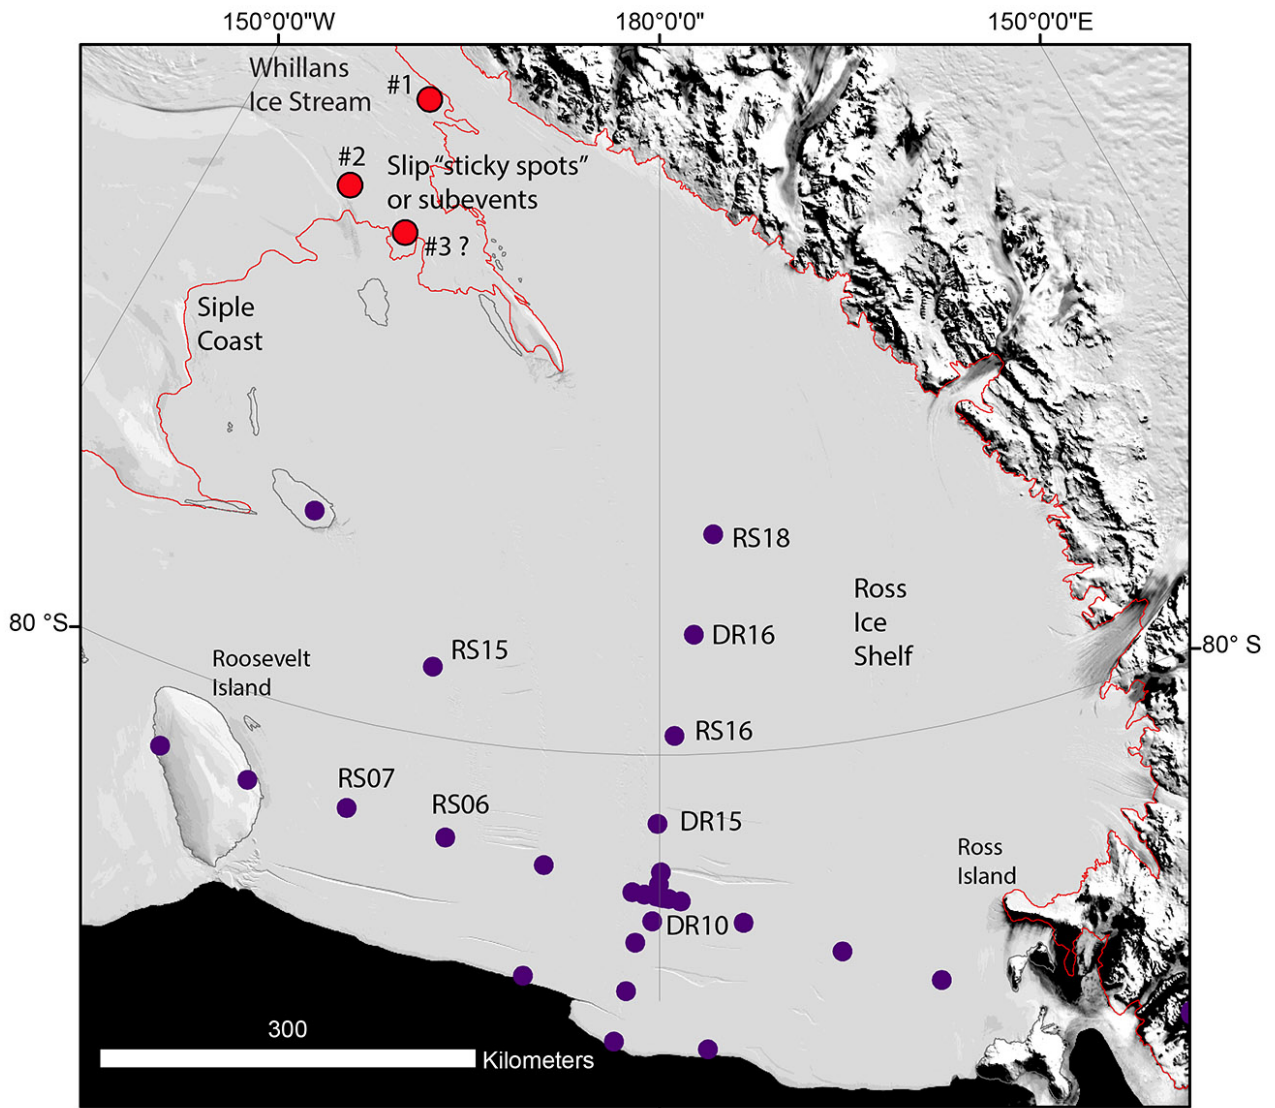 150°0'0"W
180°0'0"
150°0'0"E
Whillans
Ice Stream
#1
#2
Slip "sticky spots"
or subevents
#3 ?
Siple
Coast
RS18
Ross
Ice
Shelf
80 °S
DR16
80° S
RS15
Roosevelt
Island
RS16
RS07
RS06
DR15
Ross
Island
DR10
300
Kilometers